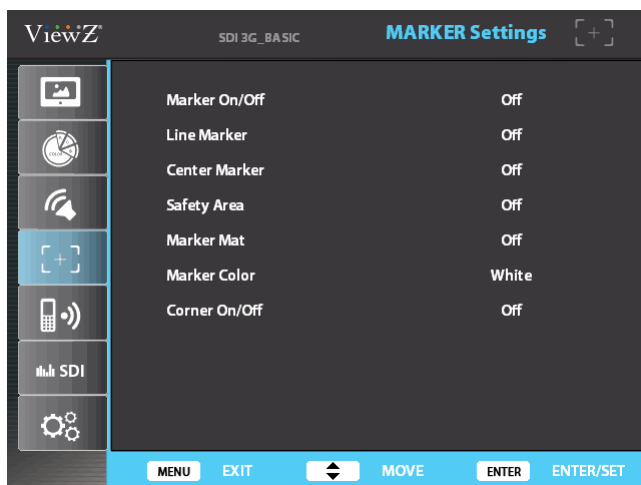 ViewZ
SDI 3G_BASIC
MARKER Settings
Marker On/Off Off
Line Marker Off
Center Marker Off
Safety Area Off
Marker Mat Off
Marker Color White
Corner On/Off Off
COLOR
SDI
MENU EXIT MOVE ENTER ENTER/SET